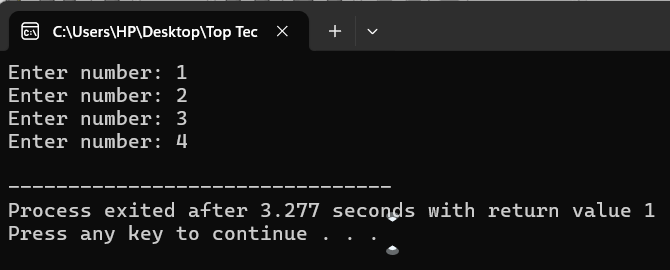 C:\Users\HP\Desktop\Top Tec
Enter number: 1
Enter number: 2
Enter number: 3
Enter number: 4
--------------------------------
Process exited after 3.277 seconds with return value 1
Press any key to continue . . .